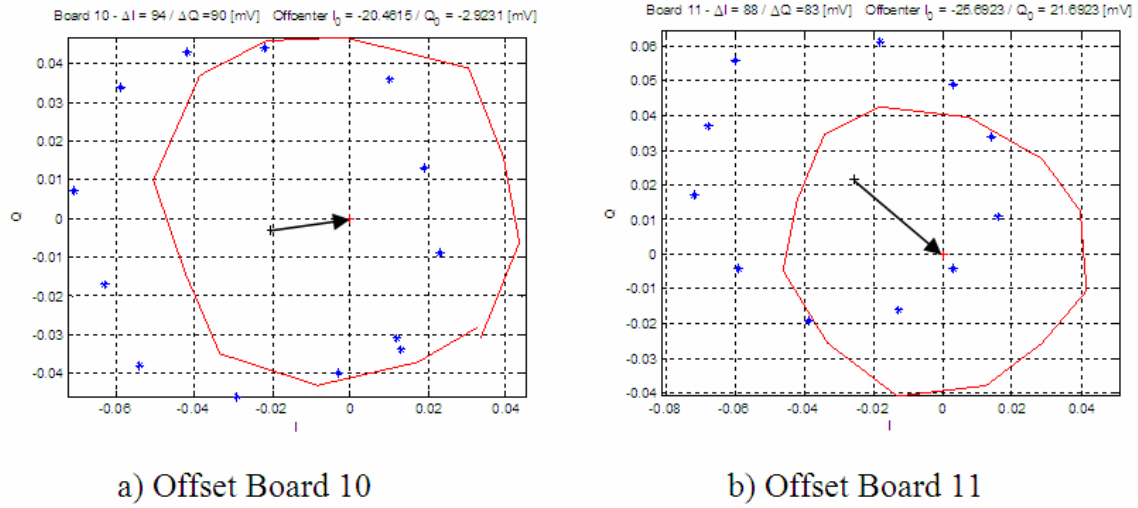 Board 10 - ΔI = 94 / ΔQ =90 [mV] Offcenter I₀ = -20.4615 / Q₀ = -2.9231 [mV]
0.04
0.03
0.02
0.01
0
-0.01
-0.02
-0.03
-0.04
Q
-0.06 -0.04 -0.02 0 0.02 0.04
I
a) Offset Board 10
Board 11 - ΔI = 88 / ΔQ =83 [mV] Offcenter I₀ = -25.6923 / Q₀ = 21.6923 [mV]
0.06
0.05
0.04
0.03
0.02
0.01
0
-0.01
-0.02
-0.03
-0.04
Q
-0.08 -0.06 -0.04 -0.02 0 0.02 0.04
I
b) Offset Board 11